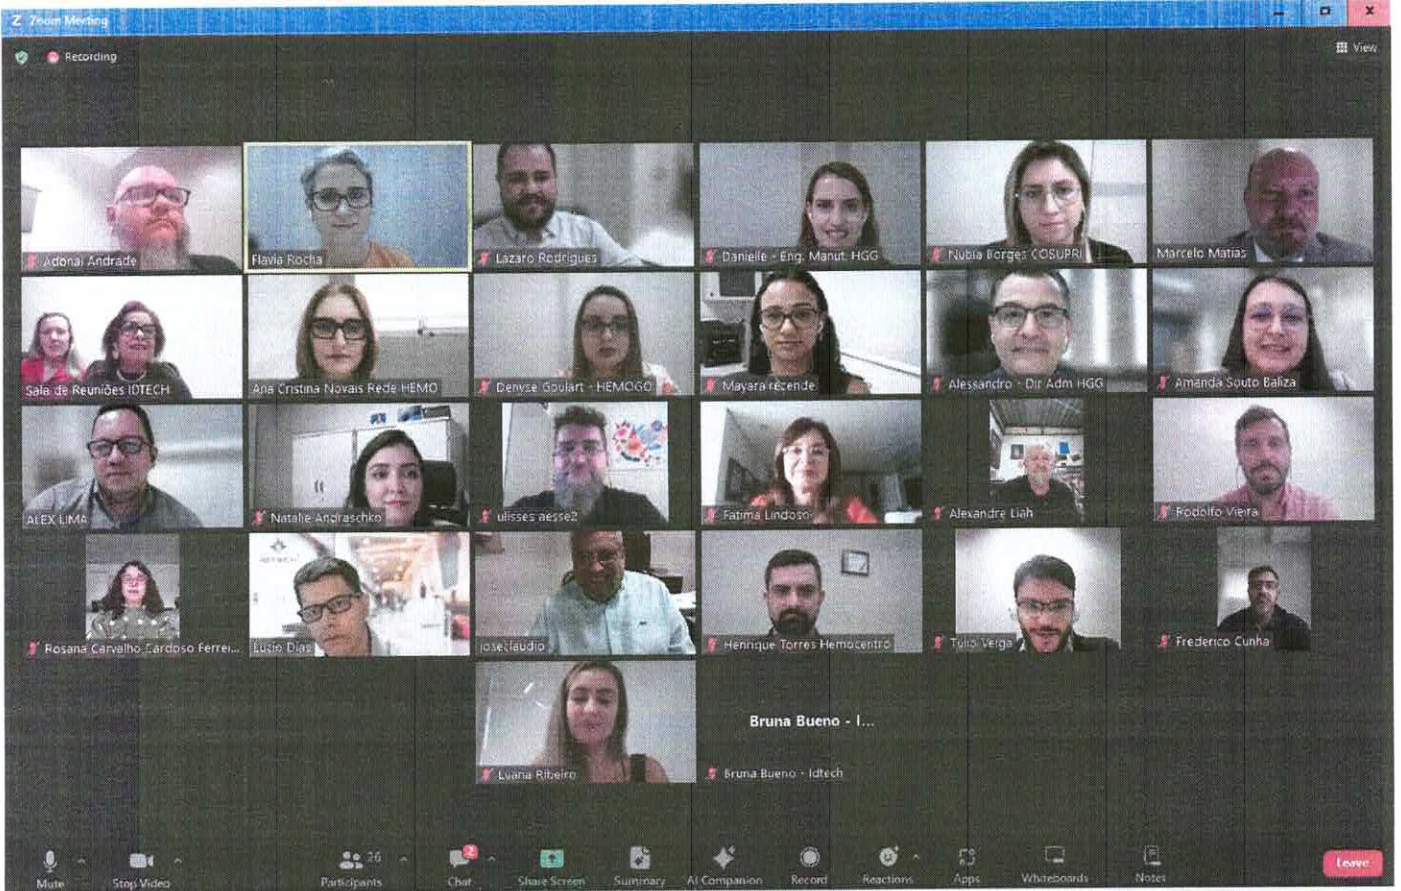 Zoom Meeting
Recording
View
Adonai Andrade
Flavia Rocha
Lazaro Rodrigues
Danielle - Eng. Manut. HGG
Nubia Borges COSUPRI
Marcelo Matias
Sala de Reuniões IDTECH
Ana Cristina Novais Rede HEMO
Denyse Goulart - HEMOGO
Mayara rezende
Alessandro - Dir Adm HGG
Amanda Souto Baliza
ALEX LIMA
Natalie Andraschko
ulisses aesse2
Fatima Lindoso
Alexandre Liah
Rodolfo Vieira
Rosana Carvalho Cardoso Ferrei...
Lucio Dias
joseclaudio
Henrique Torres Hemocentro
Tulio Verga
Frederico Cunha
Bruna Bueno - I...
Luana Ribeiro
Bruna Bueno - Idtech
2
26
Mute
Stop Video
Participants
Chat
Share Screen
Summary
AI Companion
Record
Reactions
Apps
Whiteboards
Notes
Leave